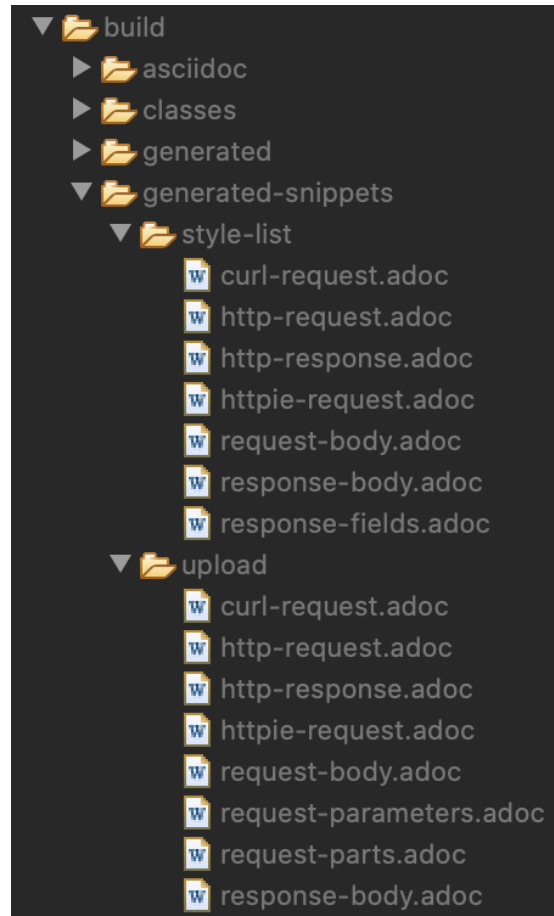 build
asciidoc
classes
generated
generated-snippets
style-list
curl-request.adoc
http-request.adoc
http-response.adoc
httpie-request.adoc
request-body.adoc
response-body.adoc
response-fields.adoc
upload
curl-request.adoc
http-request.adoc
http-response.adoc
httpie-request.adoc
request-body.adoc
request-parameters.adoc
request-parts.adoc
response-body.adoc